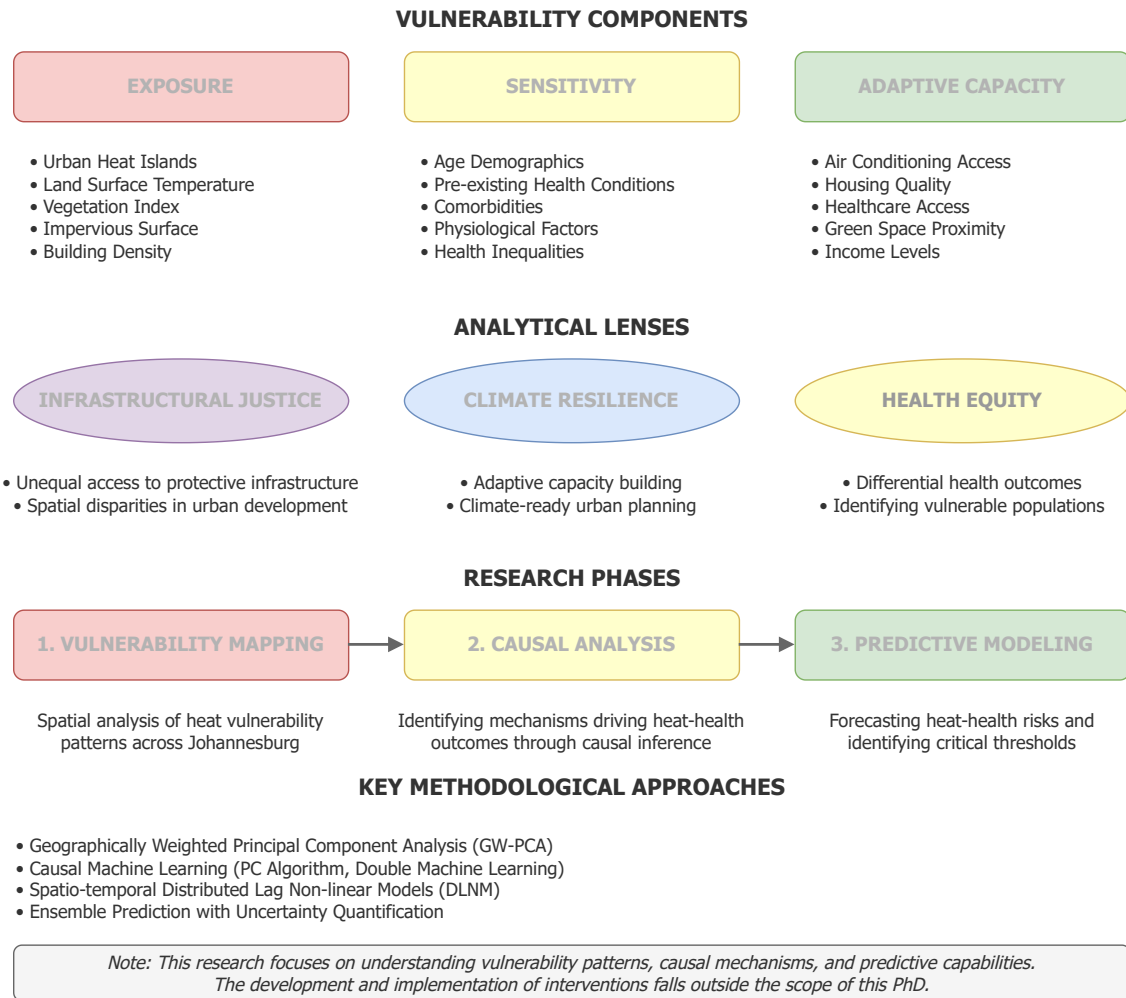 VULNERABILITY COMPONENTS
EXPOSURE
• Urban Heat Islands
• Land Surface Temperature
• Vegetation Index
• Impervious Surface
• Building Density
SENSITIVITY
• Age Demographics
• Pre-existing Health Conditions
• Comorbidities
• Physiological Factors
• Health Inequalities
ADAPTIVE CAPACITY
• Air Conditioning Access
• Housing Quality
• Healthcare Access
• Green Space Proximity
• Income Levels
ANALYTICAL LENSES
INFRASTRUCTURAL JUSTICE
• Unequal access to protective infrastructure
• Spatial disparities in urban development
CLIMATE RESILIENCE
• Adaptive capacity building
• Climate-ready urban planning
HEALTH EQUITY
• Differential health outcomes
• Identifying vulnerable populations
RESEARCH PHASES
1. VULNERABILITY MAPPING
Spatial analysis of heat vulnerability
patterns across Johannesburg
2. CAUSAL ANALYSIS
Identifying mechanisms driving heat-health
outcomes through causal inference
3. PREDICTIVE MODELING
Forecasting heat-health risks and
identifying critical thresholds
KEY METHODOLOGICAL APPROACHES
• Geographically Weighted Principal Component Analysis (GW-PCA)
• Causal Machine Learning (PC Algorithm, Double Machine Learning)
• Spatio-temporal Distributed Lag Non-linear Models (DLNM)
• Ensemble Prediction with Uncertainty Quantification
Note: This research focuses on understanding vulnerability patterns, causal mechanisms, and predictive capabilities.
The development and implementation of interventions falls outside the scope of this PhD.